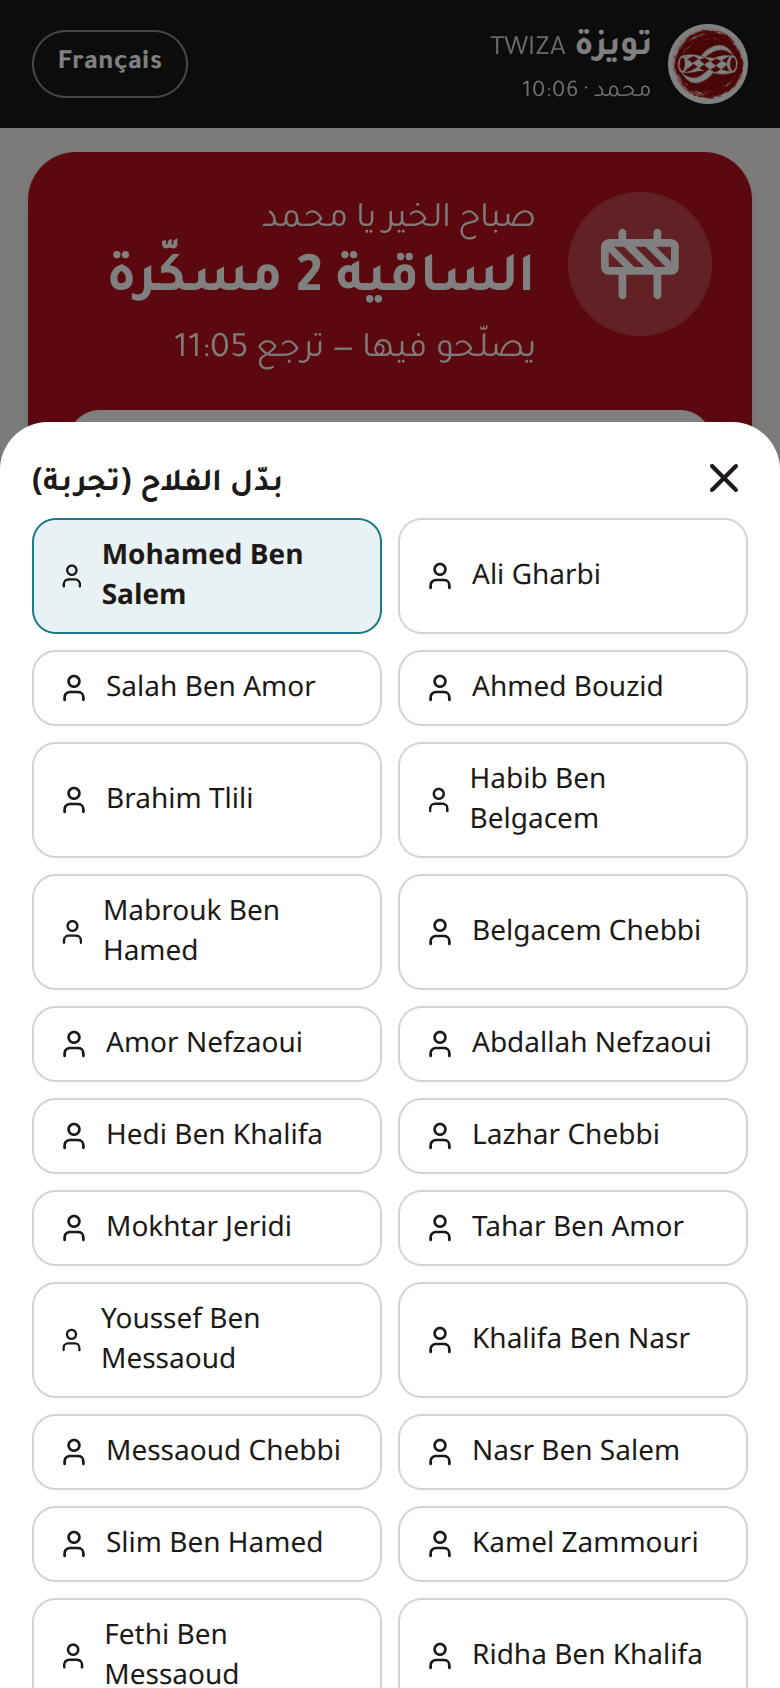 تويزة TWIZA
محمد · 10:06
Français
صباح الخير يا محمد
الساقية 2 مسكّرة
يصلّحو فيها – ترجع 11:05
بدّل الفلاح (تجربة)
Mohamed Ben
Salem
Ali Gharbi
Salah Ben Amor
Ahmed Bouzid
Brahim Tlili
Habib Ben
Belgacem
Mabrouk Ben
Hamed
Belgacem Chebbi
Amor Nefzaoui
Abdallah Nefzaoui
Hedi Ben Khalifa
Lazhar Chebbi
Mokhtar Jeridi
Tahar Ben Amor
Youssef Ben
Messaoud
Khalifa Ben Nasr
Messaoud Chebbi
Nasr Ben Salem
Slim Ben Hamed
Kamel Zammouri
Fethi Ben
Messaoud
Ridha Ben Khalifa